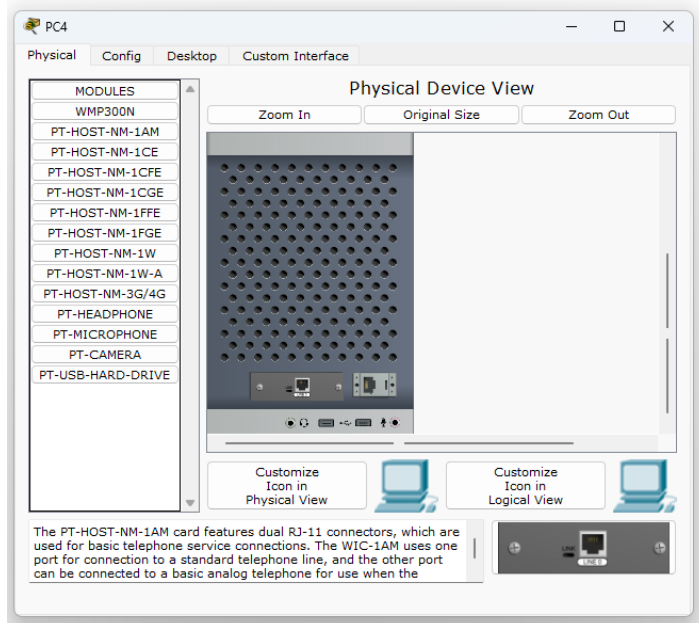 PC4
Physical Config Desktop Custom Interface
MODULES
WMP300N
PT-HOST-NM-1AM
PT-HOST-NM-1CE
PT-HOST-NM-1CFE
PT-HOST-NM-1CGE
PT-HOST-NM-1FFE
PT-HOST-NM-1FGE
PT-HOST-NM-1W
PT-HOST-NM-1W-A
PT-HOST-NM-3G/4G
PT-HEADPHONE
PT-MICROPHONE
PT-CAMERA
PT-USB-HARD-DRIVE
Physical Device View
Zoom In Original Size Zoom Out
Customize
Icon in
Physical View
Customize
Icon in
Logical View
The PT-HOST-NM-1AM card features dual RJ-11 connectors, which are
used for basic telephone service connections. The WIC-1AM uses one
port for connection to a standard telephone line, and the other port
can be connected to a basic analog telephone for use when the
LINK
LINE 0